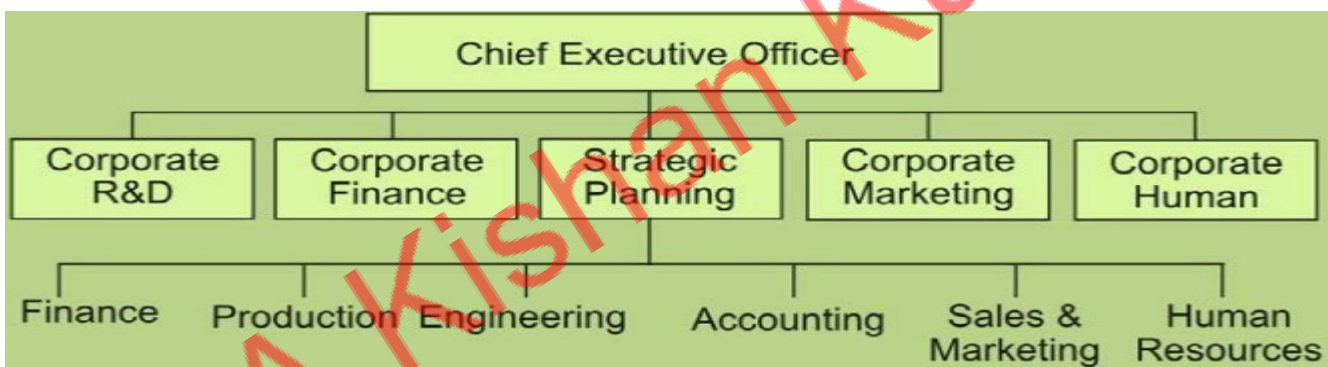 Chief Executive Officer
Corporate
R&D
Corporate
Finance
Strategic
Planning
Corporate
Marketing
Corporate
Human
Finance
Production
Engineering
Accounting
Sales &
Marketing
Human
Resources
A Kishan